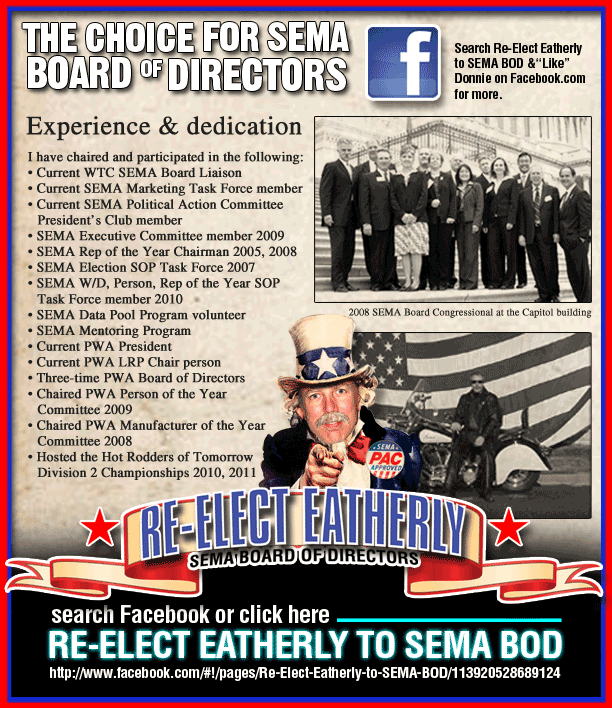 THE CHOICE FOR SEMA
BOARD OF DIRECTORS
f
Search Re-Elect Eatherly
to SEMA BOD &“Like”
Donnie on Facebook.com
for more.
Experience & dedication
I have chaired and participated in the following:
• Current WTC SEMA Board Liaison
• Current SEMA Marketing Task Force member
• Current SEMA Political Action Committee
President’s Club member
• SEMA Executive Committee member 2009
• SEMA Rep of the Year Chairman 2005, 2008
• SEMA Election SOP Task Force 2007
• SEMA W/D, Person, Rep of the Year SOP
Task Force member 2010
• SEMA Data Pool Program volunteer
• SEMA Mentoring Program
• Current PWA President
• Current PWA LRP Chair person
• Three-time PWA Board of Directors
• Chaired PWA Person of the Year
Committee 2009
• Chaired PWA Manufacturer of the Year
Committee 2008
• Hosted the Hot Rodders of Tomorrow
Division 2 Championships 2010, 2011
2008 SEMA Board Congressional at the Capitol building
SEMA
PAC
APPROVED
RE-ELECT EATHERLY
SEMA BOARD OF DIRECTORS
search Facebook or click here
RE-ELECT EATHERLY TO SEMA BOD
http://www.facebook.com/#!/pages/Re-Elect-Eatherly-to-SEMA-BOD/113920528689124